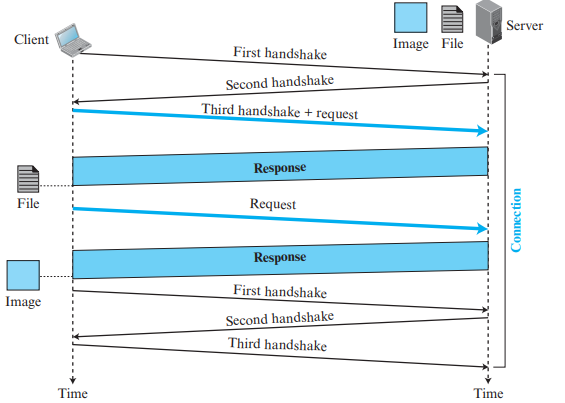 Client
Server
Image
File
First handshake
Second handshake
Third handshake + request
Response
File
Request
Connection
Response
Image
First handshake
Second handshake
Third handshake
Time
Time